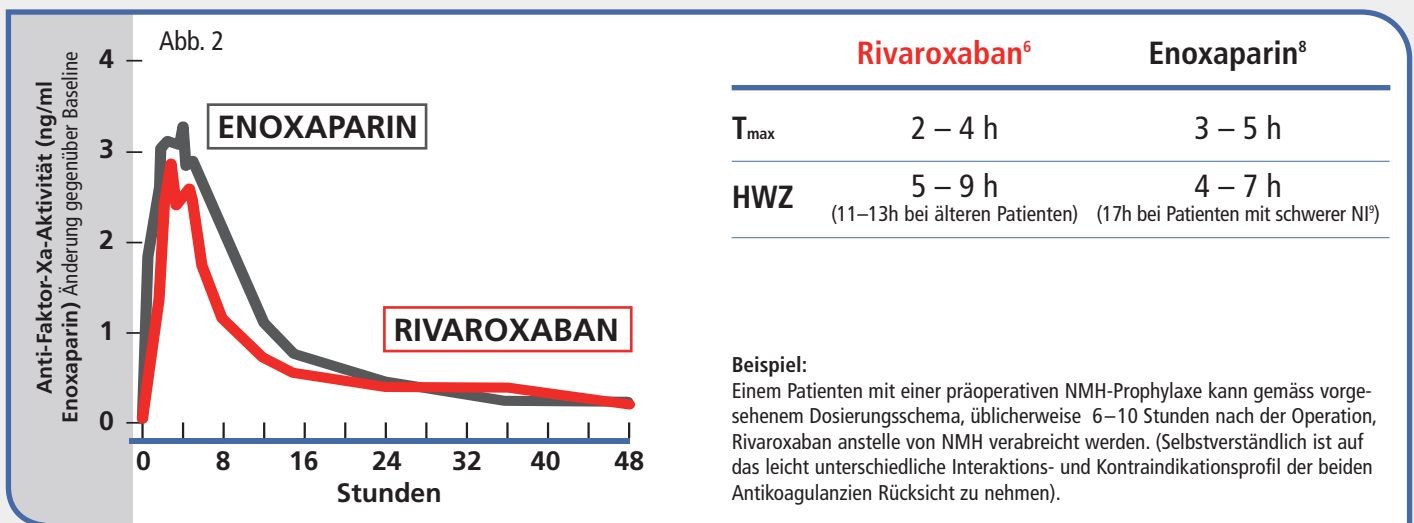 Abb. 2
Anti-Faktor-Xa-Aktivität (ng/ml
Enoxaparin) Änderung gegenüber Baseline
4
3
2
1
0
ENOXAPARIN
RIVAROXABAN
0 8 16 24 32 40 48
Stunden
Rivaroxaban⁶ Enoxaparin⁸
Tmax 2 – 4 h 3 – 5 h
HWZ 5 – 9 h 4 – 7 h
(11–13h bei älteren Patienten) (17h bei Patienten mit schwerer NI⁹)
Beispiel:
Einem Patienten mit einer präoperativen NMH-Prophylaxe kann gemäss vorge-
sehenem Dosierungsschema, üblicherweise 6–10 Stunden nach der Operation,
Rivaroxaban anstelle von NMH verabreicht werden. (Selbstverständlich ist auf
das leicht unterschiedliche Interaktions- und Kontraindikationsprofil der beiden
Antikoagulanzien Rücksicht zu nehmen).